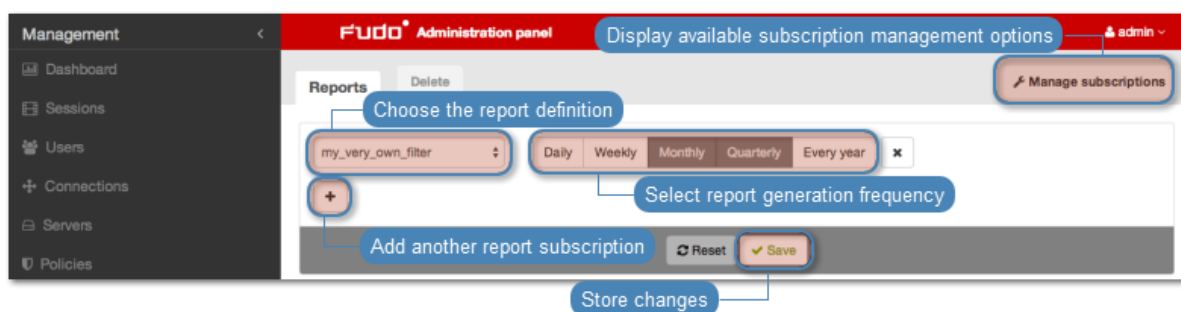 Management
FUDO Administration panel
Display available subscription management options
admin
Dashboard
Reports
Delete
Manage subscriptions
Sessions
Choose the report definition
Users
my_very_own_filter
Daily Weekly Monthly Quarterly Every year
Connections
Select report generation frequency
Servers
Add another report subscription
Reset
Save
Policies
Store changes